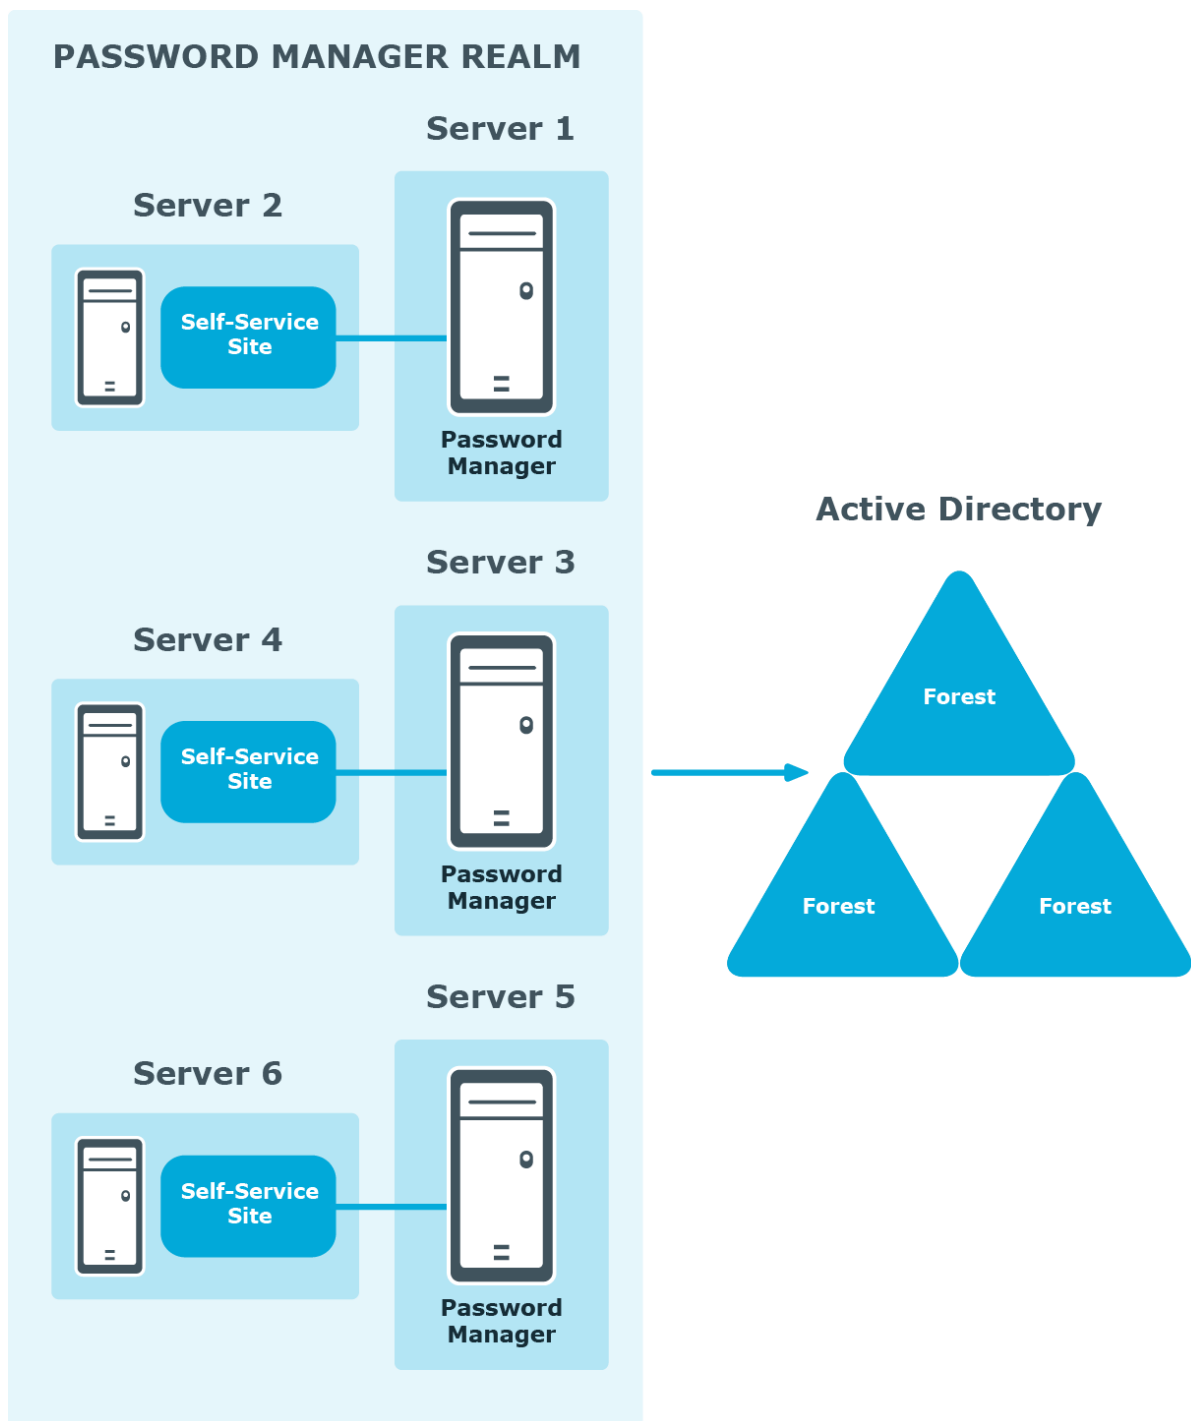 PASSWORD MANAGER REALM
Server 1
Server 2
Self-Service
Site
Password
Manager
Server 3
Server 4
Self-Service
Site
Password
Manager
Server 5
Server 6
Self-Service
Site
Password
Manager
Active Directory
Forest
Forest
Forest